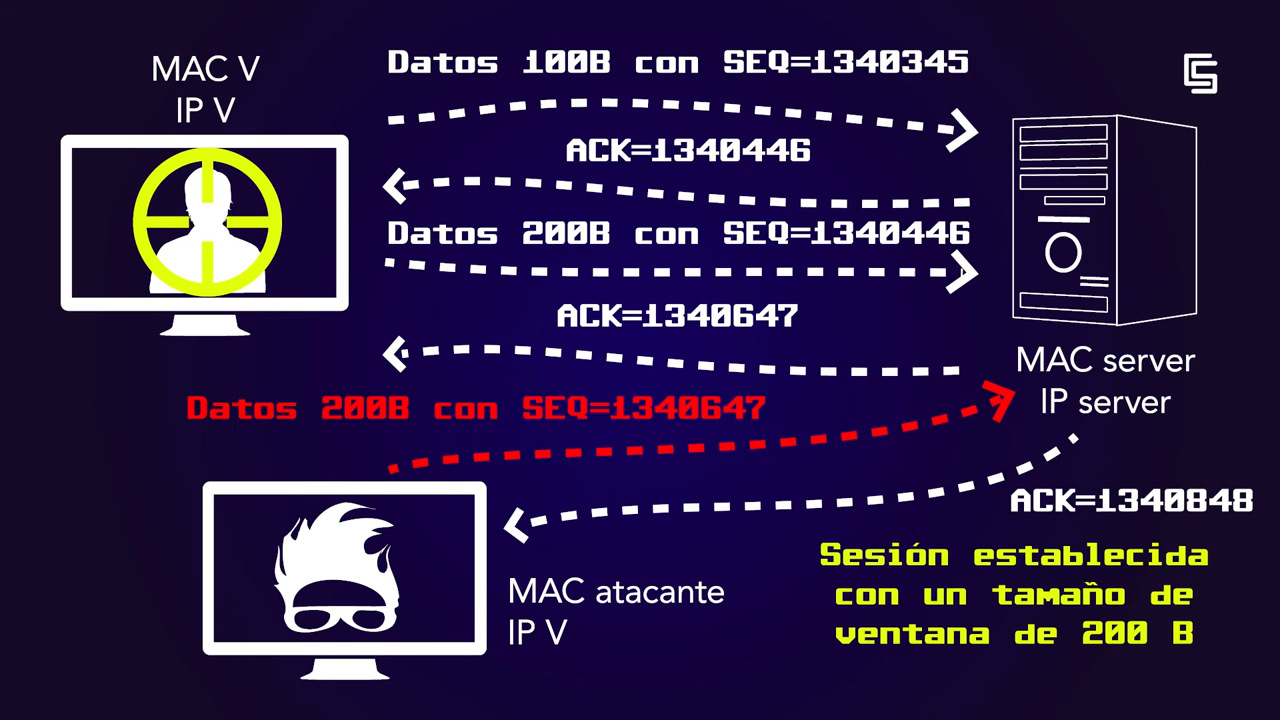 MAC V
IP V
Datos 100B con SEQ=1340345
ACK=1340446
Datos 200B con SEQ=1340446
ACK=1340647
MAC server
IP server
Datos 200B con SEQ=1340647
ACK=1340848
MAC atacante
IP V
Sesión establecida
con un tamaño de
ventana de 200 B